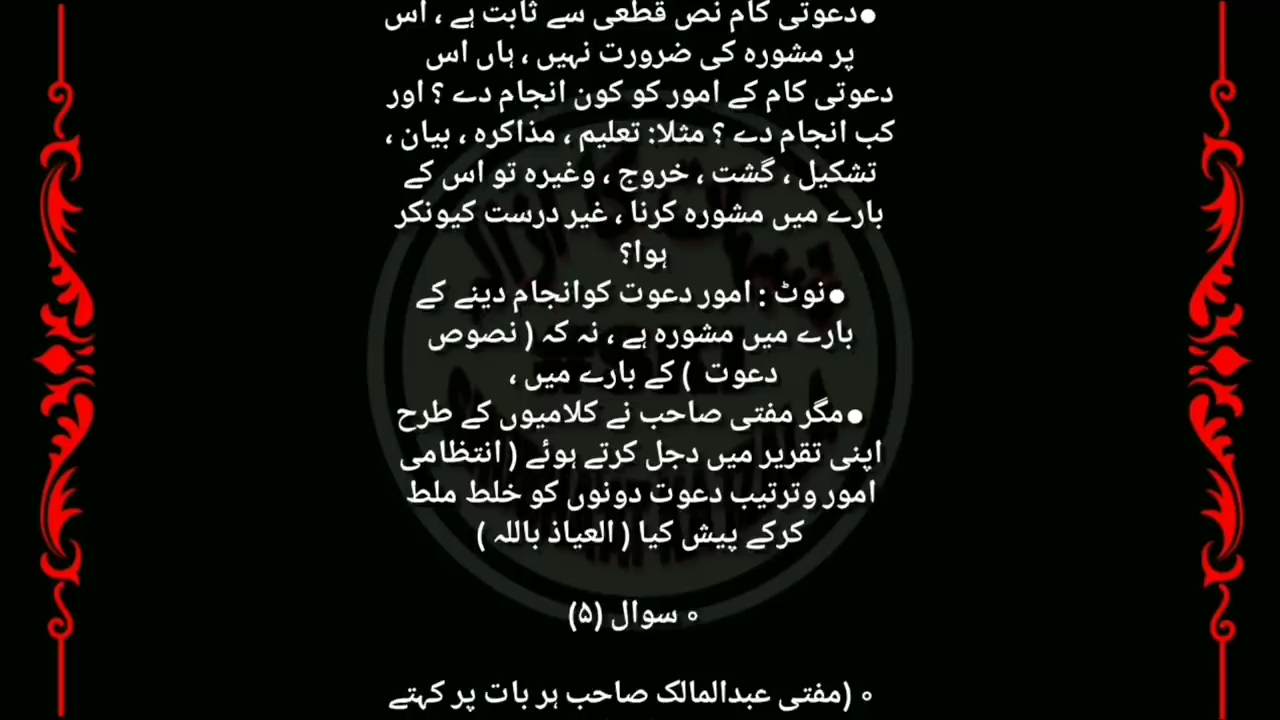 ●دعوتی کام نص قطعی سے ثابت ہے ، اس
پر مشورہ کی ضرورت نہیں ، ہاں اس
دعوتی کام کے امور کو کون انجام دے ؟ اور
کب انجام دے ؟ مثلا: تعلیم ، مذاکرہ ، بیان ،
تشکیل ، گشت ، خروج ، وغیرہ تو اس کے
بارے میں مشورہ کرنا ، غیر درست کیونکر
ہوا؟
●نوٹ : امور دعوت کوانجام دینے کے
بارے میں مشورہ ہے ، نہ کہ ( نصوص
دعوت ) کے بارے میں ،
●مگر مفتی صاحب نے کلامیوں کے طرح
اپنی تقریر میں دجل کرتے ہوئے ( انتظامی
امور وترتیب دعوت دونوں کو خلط ملط
کرکے پیش کیا ( العیاذ باللہ )
○ سوال (۵)
○ (مفتی عبدالمالک صاحب ہر بات پر کہتے